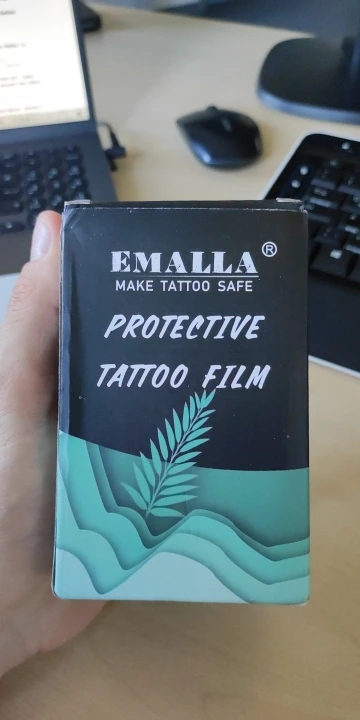 EMALLA®
MAKE TATTOO SAFE
PROTECTIVE
TATTOO FILM